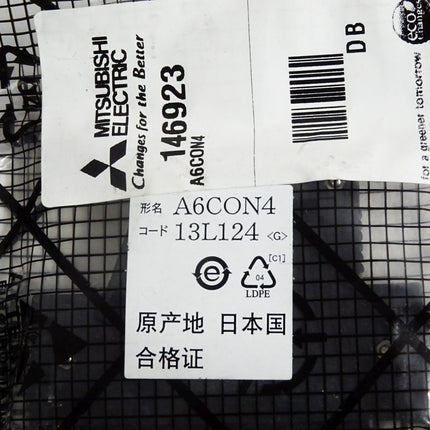 MITSUBISHI
ELECTRIC
Changes for the Better
146923
A6CON4
DB
eco
changes
for a greener tomorrow
形名 A6CON4
コード 13L124 <G>
[C1]
e
04
LDPE
原产地 日本国
合格证